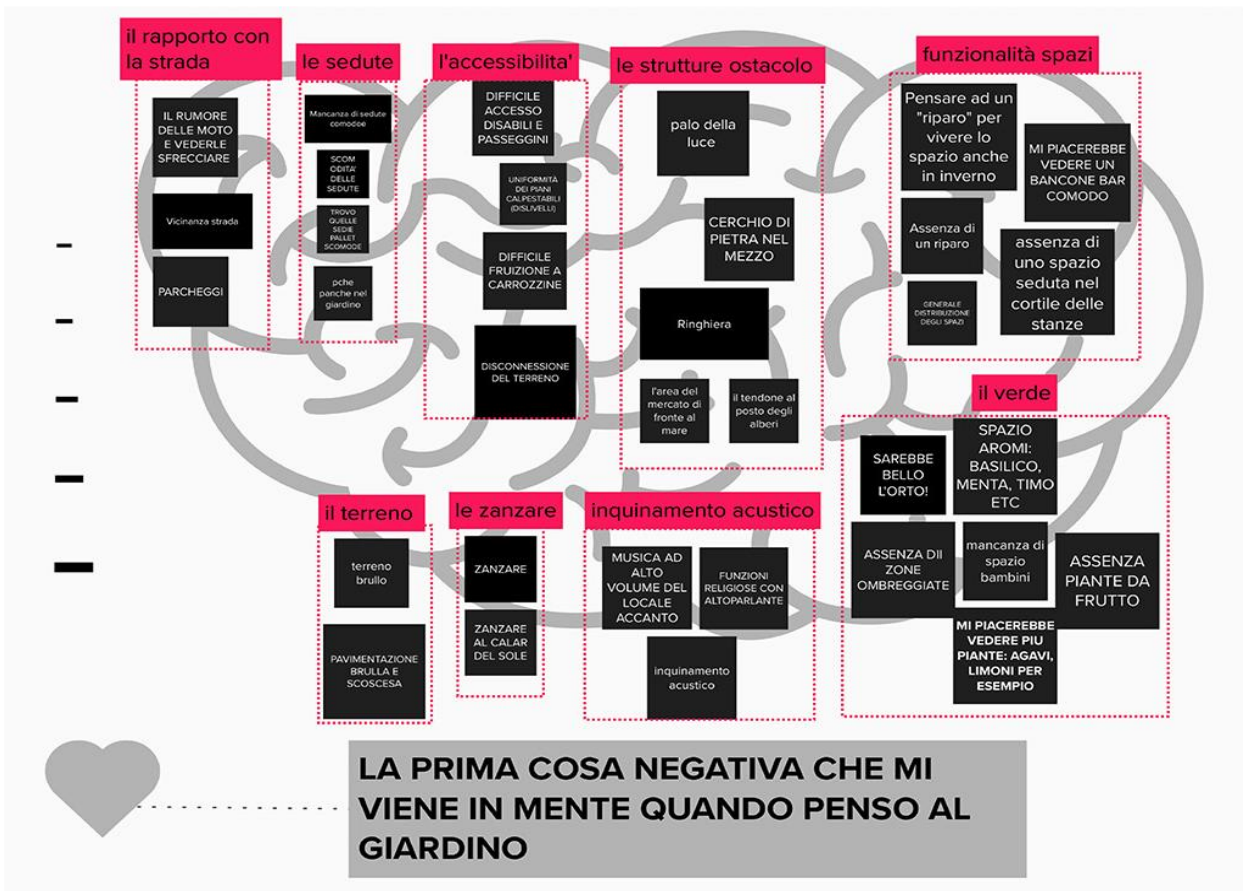 il rapporto con
la strada
IL RUMORE
DELLE MOTO
E VEDERLE
SFRECCIARE
Vicinanza strada
PARCHEGGI
le sedute
Mancanza di sedute
comodoe
SCOM
ODITA'
DELLE
SEDUTE
TROVO
QUELLE
SEDIE
PALLET
SCOMODE
pche
panche nel
giardino
l'accessibilita'
DIFFICILE
ACCESSO
DISABILI E
PASSEGGINI
UNIFORMITÀ
DEI PIANI
CALPESTABILI
(DISLIVELLI)
DIFFICILE
FRUIZIONE A
CARROZZINE
DISCONNESSIONE
DEL TERRENO
le strutture ostacolo
palo della
luce
CERCHIO DI
PIETRA NEL
MEZZO
Ringhiera
l'area del
mercato di
fronte al
mare
il tendone al
posto degli
alberi
funzionalità spazi
Pensare ad un
"riparo" per
vivere lo
spazio anche
in inverno
MI PIACEREBBE
VEDERE UN
BANCONE BAR
COMODO
Assenza di
un riparo
assenza di
uno spazio
seduta nel
cortile delle
stanze
GENERALE
DISTRIBUZIONE
DEGLI SPAZI
il verde
SAREBBE
BELLO
L'ORTO!
SPAZIO
AROMI:
BASILICO,
MENTA, TIMO
ETC
ASSENZA DII
ZONE
OMBREGGIATE
mancanza di
spazio
bambini
ASSENZA
PIANTE DA
FRUTTO
MI PIACEREBBE
VEDERE PIU
PIANTE: AGAVI,
LIMONI PER
ESEMPIO
il terreno
terreno
brullo
PAVIMENTAZIONE
BRULLA E
SCOSCESA
le zanzare
ZANZARE
ZANZARE
AL CALAR
DEL SOLE
inquinamento acustico
MUSICA AD
ALTO
VOLUME DEL
LOCALE
ACCANTO
FUNZIONI
RELIGIOSE CON
ALTOPARLANTE
inquinamento
acustico
LA PRIMA COSA NEGATIVA CHE MI
VIENE IN MENTE QUANDO PENSO AL
GIARDINO